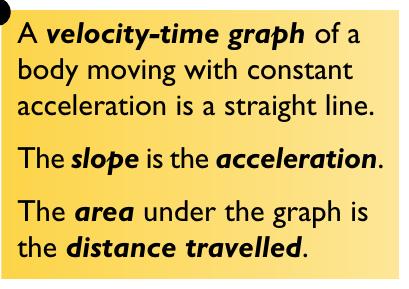 A velocity-time graph of a
body moving with constant
acceleration is a straight line.
The slope is the acceleration.
The area under the graph is
the distance travelled.